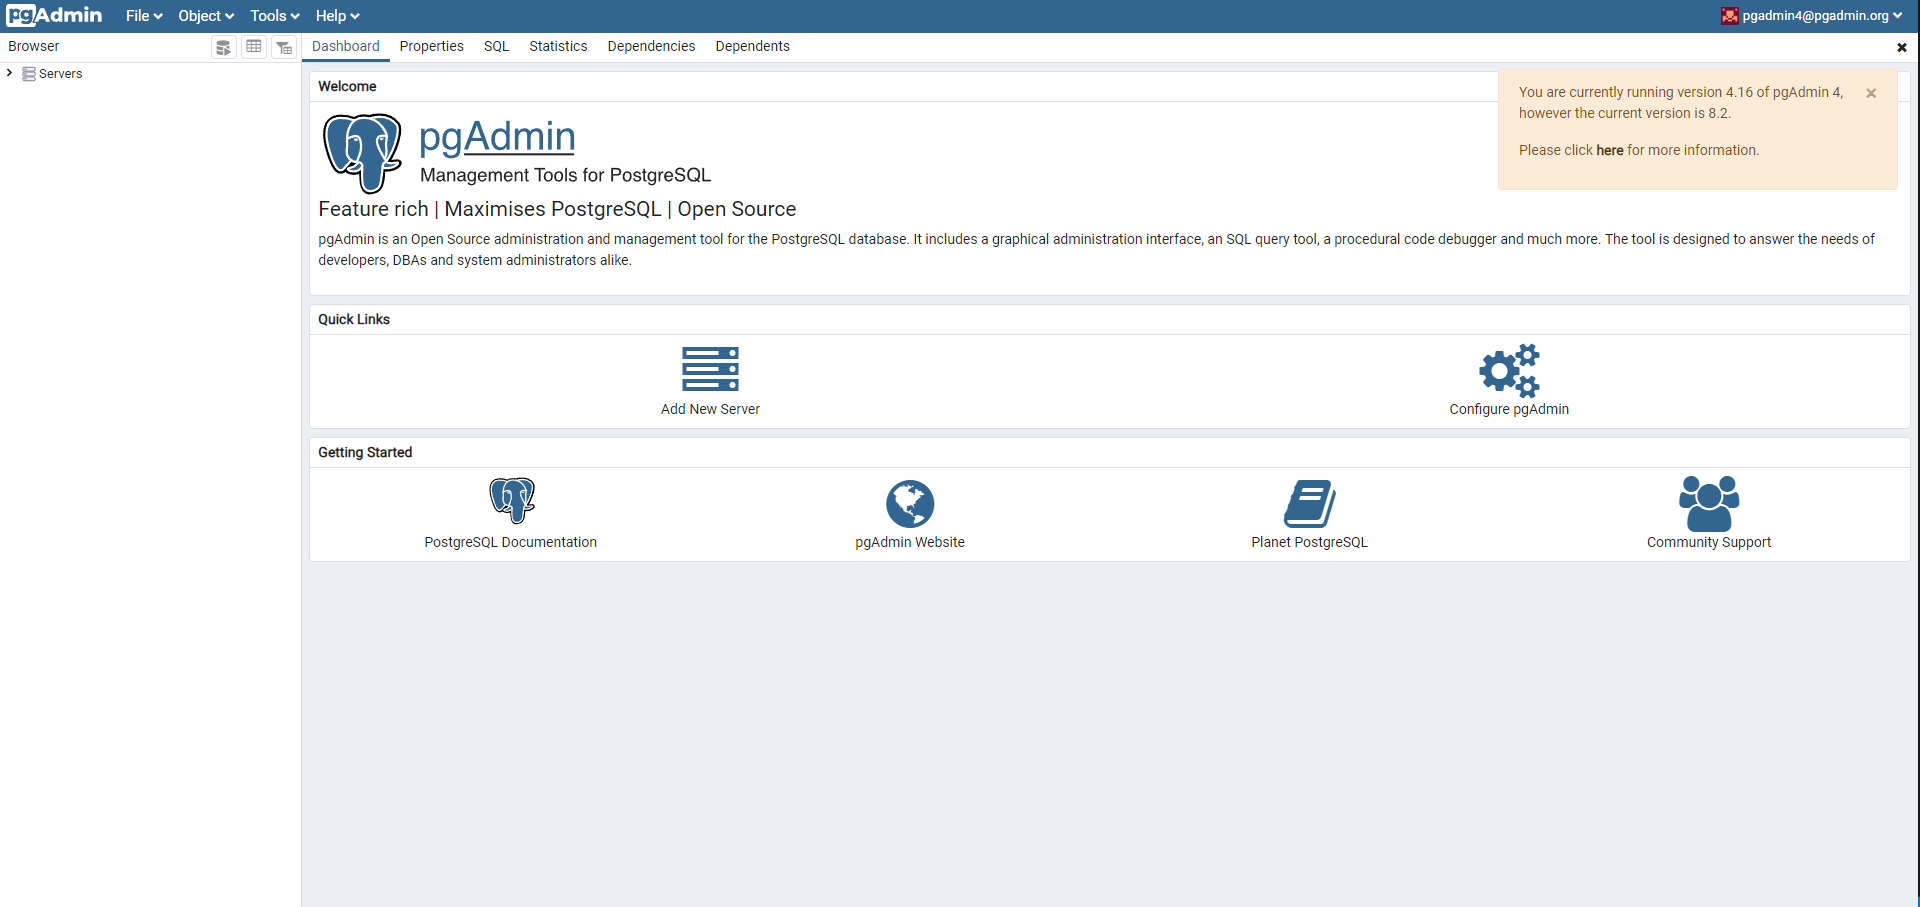 pgAdmin File Object Tools Help pgadmin4@pgadmin.org
Browser Dashboard Properties SQL Statistics Dependencies Dependents
Servers
Welcome
You are currently running version 4.16 of pgAdmin 4,
however the current version is 8.2.
Please click here for more information.
pgAdmin
Management Tools for PostgreSQL
Feature rich | Maximises PostgreSQL | Open Source
pgAdmin is an Open Source administration and management tool for the PostgreSQL database. It includes a graphical administration interface, an SQL query tool, a procedural code debugger and much more. The tool is designed to answer the needs of
developers, DBAs and system administrators alike.
Quick Links
Add New Server Configure pgAdmin
Getting Started
PostgreSQL Documentation pgAdmin Website Planet PostgreSQL Community Support